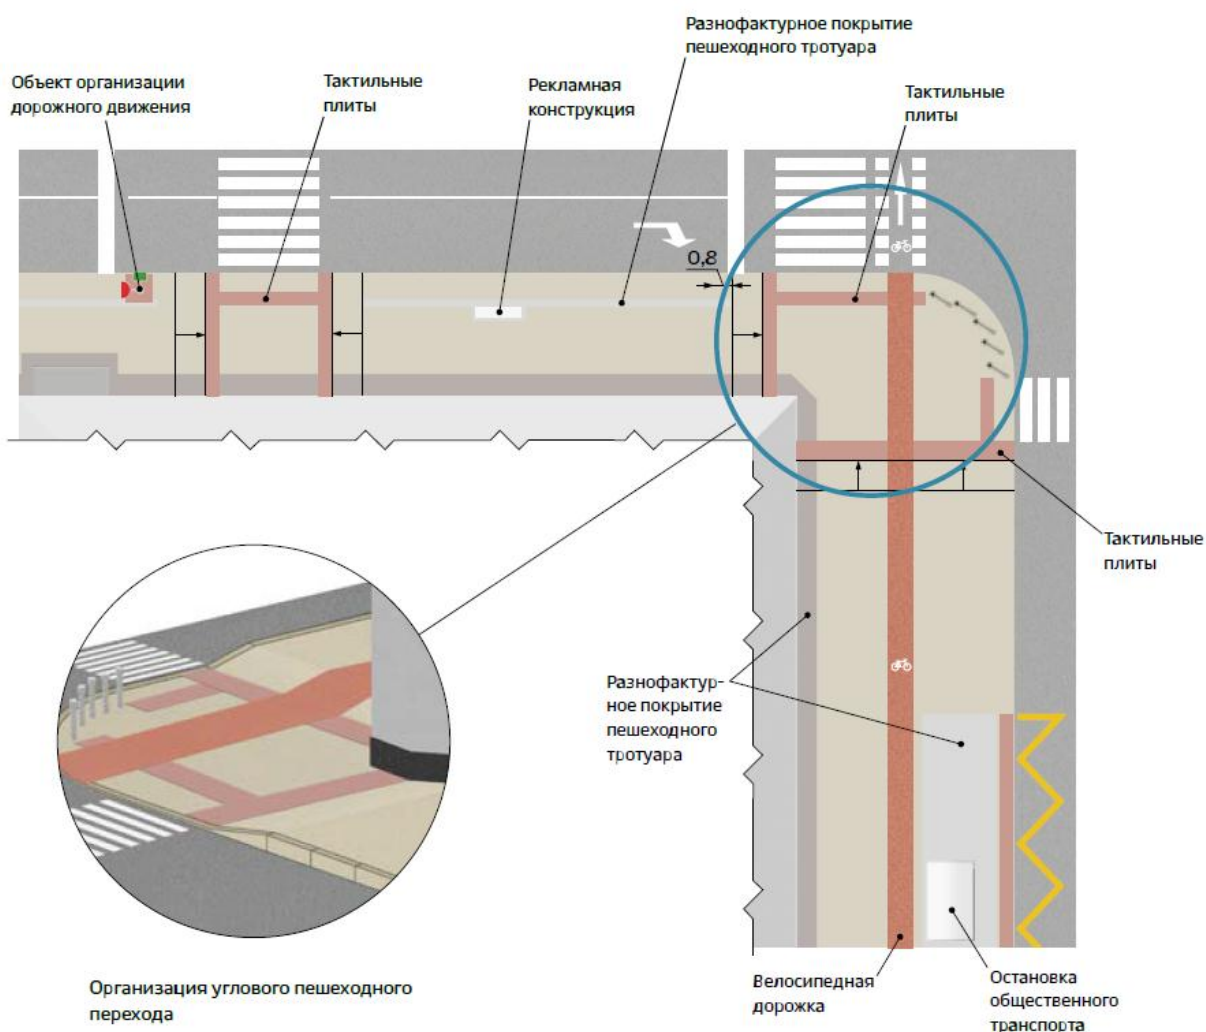 Разнофактурное покрытие
пешеходного тротуара
Объект организации
дорожного движения
Тактильные
плиты
Рекламная
конструкция
Тактильные
плиты
0,8
Тактильные
плиты
Разнофактур-
ное покрытие
пешеходного
тротуара
Велосипедная
дорожка
Остановка
общественного
транспорта
Организация углового пешеходного
перехода